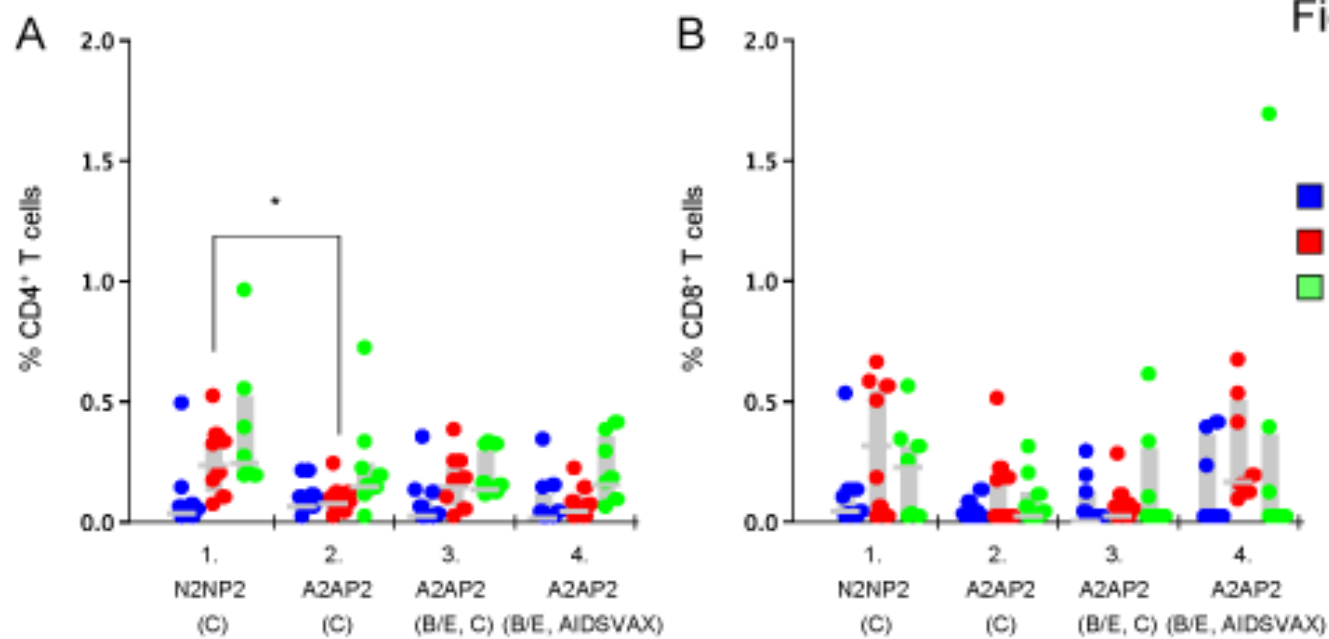 A
B
Fi
2.0
1.5
1.0
0.5
0.0
% CD4⁺ T cells
*
1.
2.
3.
4.
N2NP2
A2AP2
A2AP2
A2AP2
(C)
(C)
(B/E, C)
(B/E, AIDSVAX)
2.0
1.5
1.0
0.5
0.0
% CD8⁺ T cells
1.
2.
3.
4.
N2NP2
A2AP2
A2AP2
A2AP2
(C)
(C)
(B/E, C)
(B/E, AIDSVAX)